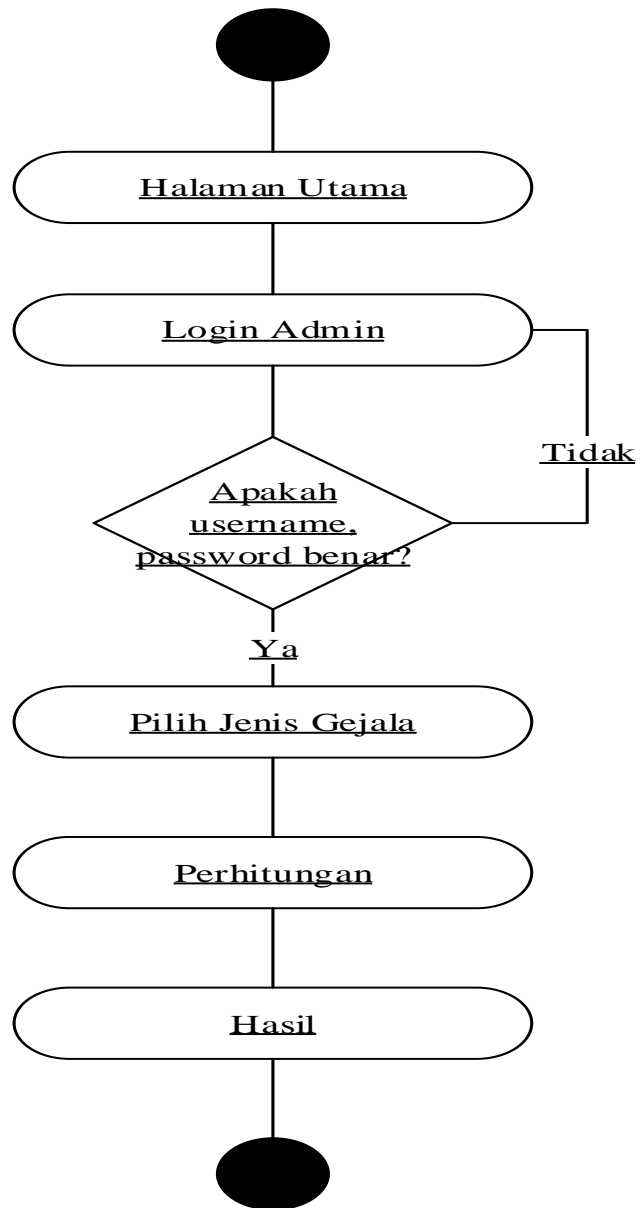 Halaman Utama
Login Admin
Tidak
Apakah
username,
password benar?
Ya
Pilih Jenis Gejala
Perhitungan
Hasil